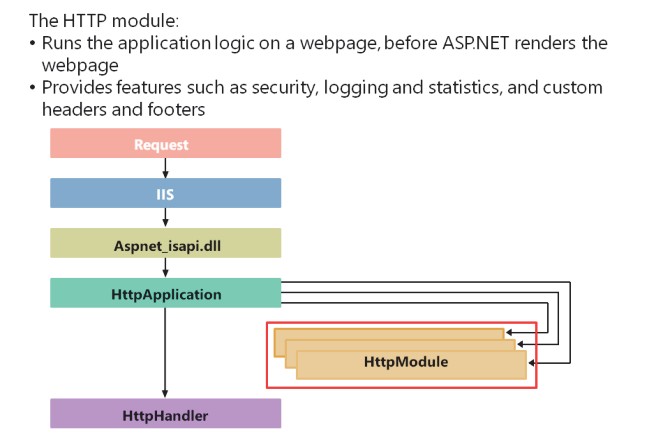 The HTTP module:
• Runs the application logic on a webpage, before ASP.NET renders the
webpage
• Provides features such as security, logging and statistics, and custom
headers and footers
Request
IIS
Aspnet_isapi.dll
HttpApplication
HttpModule
HttpHandler